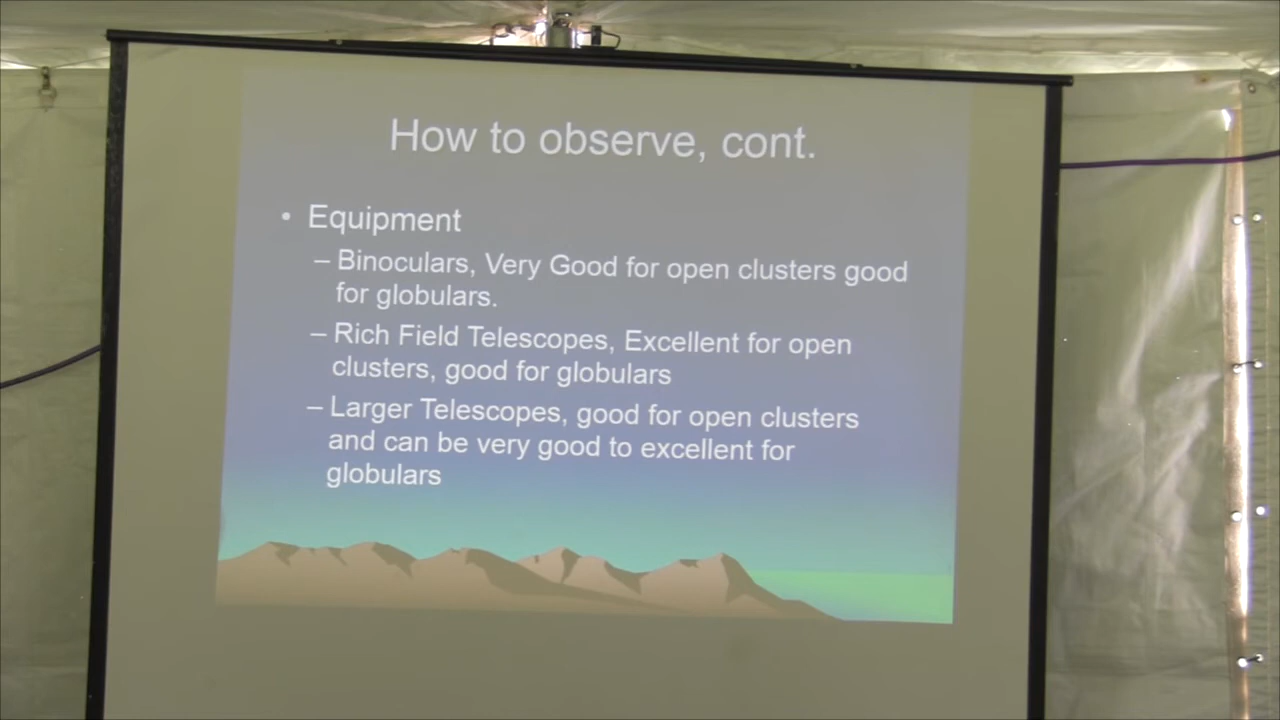 How to observe, cont.
• Equipment
– Binoculars, Very Good for open clusters good
for globulars.
– Rich Field Telescopes, Excellent for open
clusters, good for globulars
– Larger Telescopes, good for open clusters
and can be very good to excellent for
globulars